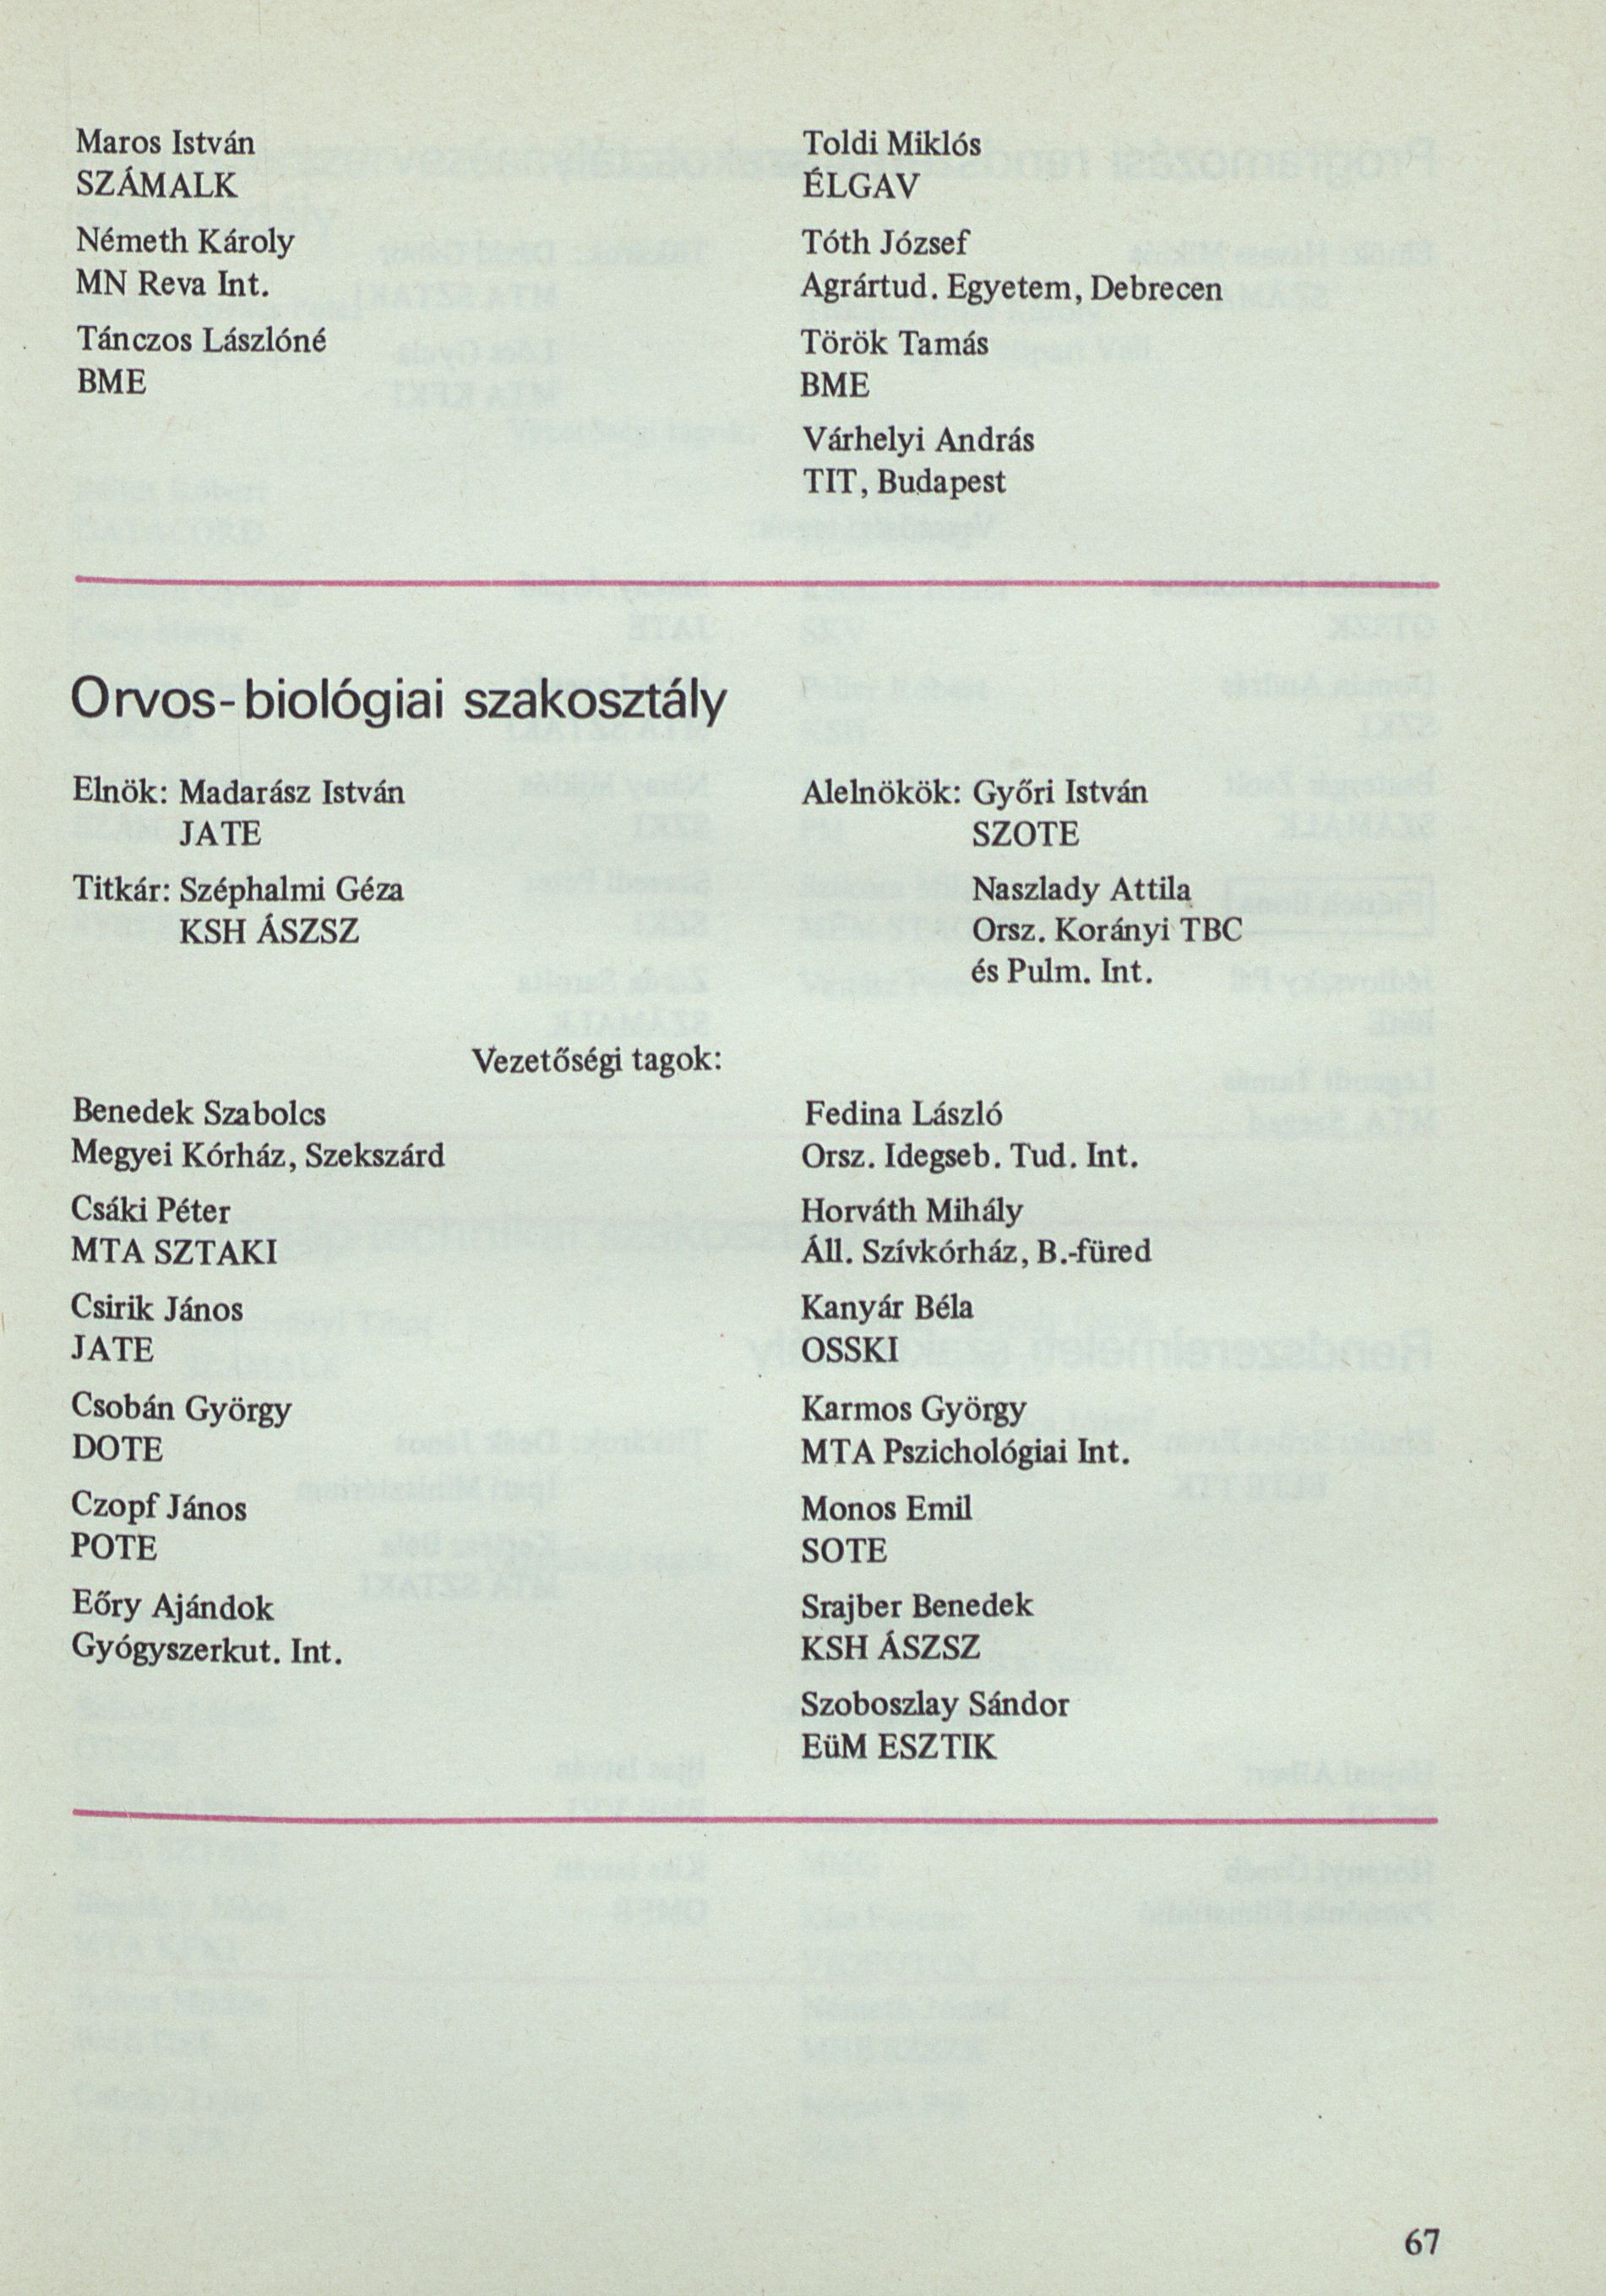 Maros István
SZÁMALK
Németh Károly
MN Reva Int.
Tánczos Lászlóné
BME
Toldi Miklós
ÉLGAV
Tóth József
Agrártud. Egyetem, Debrecen
Török Tamás
BME
Várhelyi András
TIT, Budapest
Orvos-biológiai szakosztály
Elnök: Madarász István
JATE
Titkár: Széphalmi Géza
KSH ÁSZSZ
Alelnökök: Győri István
SZOTE
Naszlady Attila
Orsz. Korányi TBC
és Pulm. Int.
Vezetőségi tagok:
Benedek Szabolcs
Megyei Kórház, Szekszárd
Csáki Péter
MTA SZTAKI
Csirik János
JATE
Csobán György
DOTE
Czopf János
POTE
Eőry Ajándok
Gyógyszerkut. Int.
Fedina László
Orsz. Idegseb. Tud. Int.
Horváth Mihály
Áll. Szívkórház, B.-füred
Kanyár Béla
OSSKI
Karmos György
MTA Pszichológiai Int.
Monos Emil
SOTE
Srajber Benedek
KSH ÁSZSZ
Szoboszlay Sándor
EüM ESZTIK
67